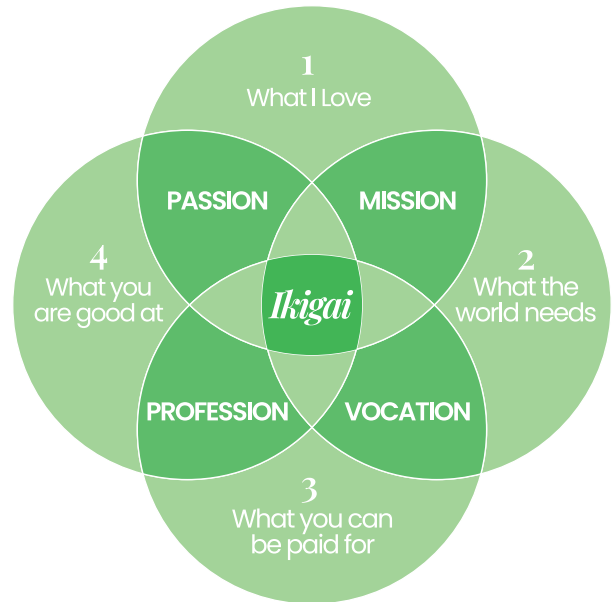 1
What I Love
PASSION
MISSION
4
What you
are good at
Ikigai
2
What the
world needs
PROFESSION
VOCATION
3
What you can
be paid for